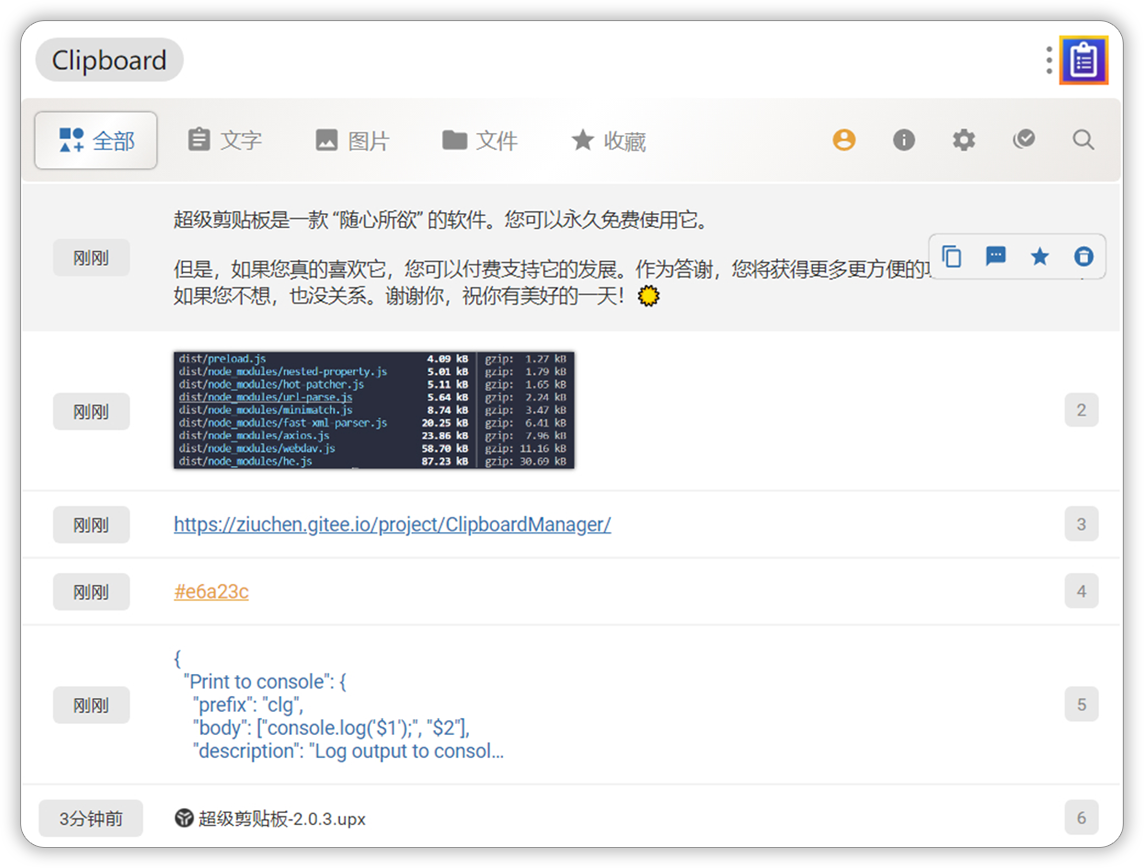 Clipboard
全部 文字 图片 文件 收藏
刚刚
超级剪贴板是一款 “随心所欲” 的软件。您可以永久免费使用它。
但是，如果您真的喜欢它，您可以付费支持它的发展。作为答谢，您将获得更多更方便的
如果您不想，也没关系。谢谢你，祝你有美好的一天！
刚刚
dist/preload.js 4.09 kB | gzip: 1.27 kB
dist/node_modules/nested-property.js 5.01 kB | gzip: 1.79 kB
dist/node_modules/hot-patcher.js 5.11 kB | gzip: 1.65 kB
dist/node_modules/url-parse.js 5.64 kB | gzip: 2.24 kB
dist/node_modules/minimatch.js 8.74 kB | gzip: 3.47 kB
dist/node_modules/fast-xml-parser.js 20.25 kB | gzip: 6.41 kB
dist/node_modules/axios.js 23.86 kB | gzip: 7.96 kB
dist/node_modules/webdav.js 58.70 kB | gzip: 11.16 kB
dist/node_modules/he.js 87.23 kB | gzip: 30.69 kB
2
刚刚 https://ziuchen.gitee.io/project/ClipboardManager/ 3
刚刚 #e6a23c 4
刚刚
{
"Print to console": {
"prefix": "clg",
"body": ["console.log('$1');", "$2"],
"description": "Log output to consol...
5
3分钟前 超级剪贴板-2.0.3.upx 6